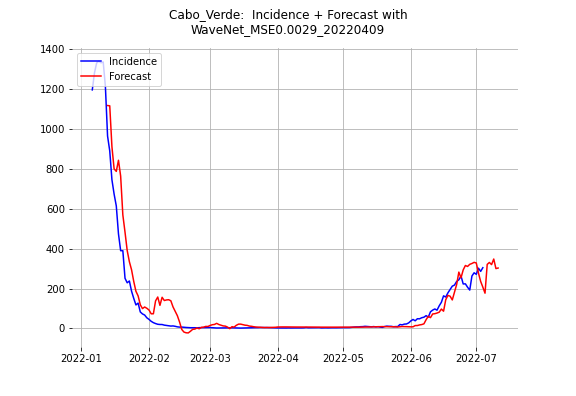 Cabo_Verde:  Incidence + Forecast with
WaveNet_MSE0.0029_20220409
1400
Incidence
Forecast
1200
1000
800
600
400
200
0
2022-01 2022-02 2022-03 2022-04 2022-05 2022-06 2022-07